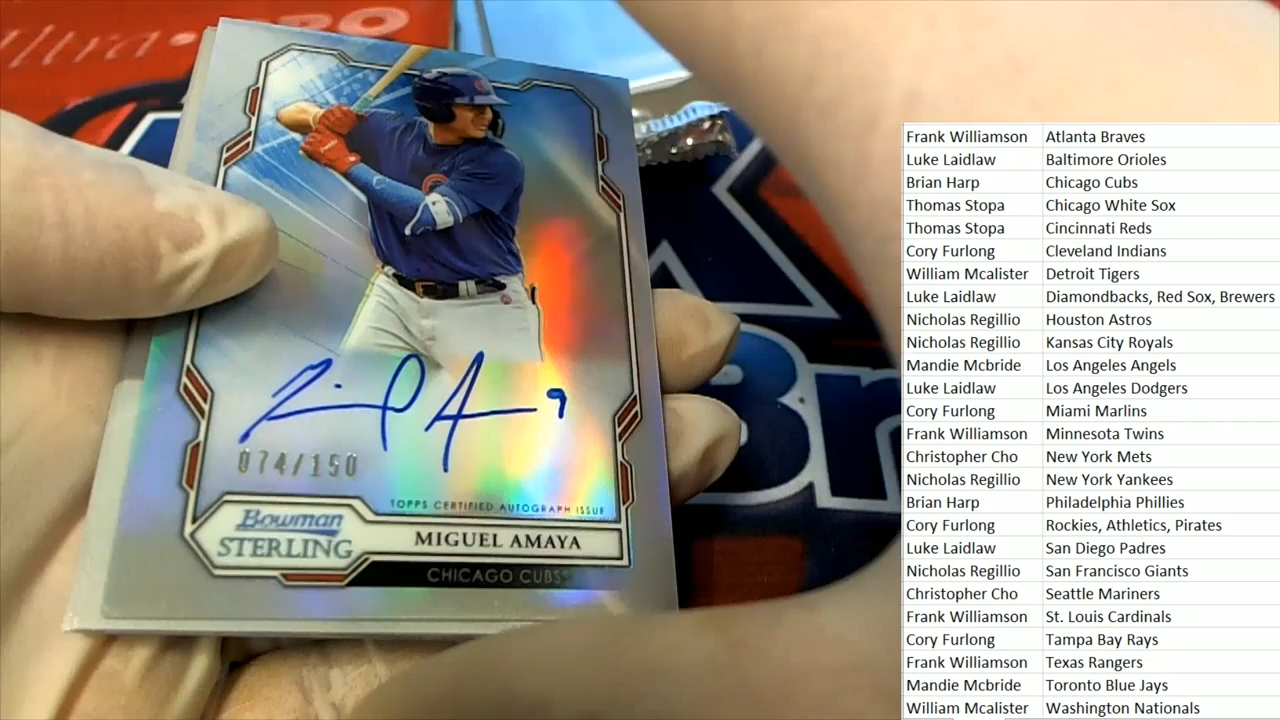 ultra·PRO
074/150
TOPPS CERTIFIED AUTOGRAPH ISSUE
Bowman
STERLING
MIGUEL AMAYA
CHICAGO CUBS
Frank Williamson Atlanta Braves
Luke Laidlaw Baltimore Orioles
Brian Harp Chicago Cubs
Thomas Stopa Chicago White Sox
Thomas Stopa Cincinnati Reds
Cory Furlong Cleveland Indians
William Mcalister Detroit Tigers
Luke Laidlaw Diamondbacks, Red Sox, Brewers
Nicholas Regillio Houston Astros
Nicholas Regillio Kansas City Royals
Mandie Mcbride Los Angeles Angels
Luke Laidlaw Los Angeles Dodgers
Cory Furlong Miami Marlins
Frank Williamson Minnesota Twins
Christopher Cho New York Mets
Nicholas Regillio New York Yankees
Brian Harp Philadelphia Phillies
Cory Furlong Rockies, Athletics, Pirates
Luke Laidlaw San Diego Padres
Nicholas Regillio San Francisco Giants
Christopher Cho Seattle Mariners
Frank Williamson St. Louis Cardinals
Cory Furlong Tampa Bay Rays
Frank Williamson Texas Rangers
Mandie Mcbride Toronto Blue Jays
William Mcalister Washington Nationals